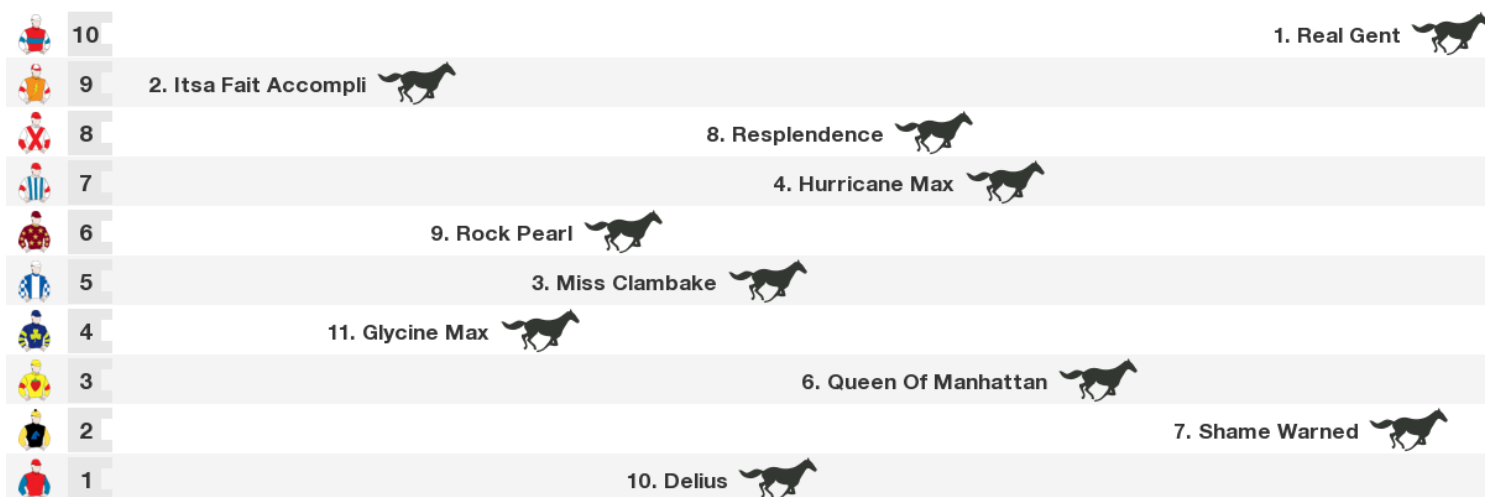 10 1. Real Gent
9 2. Itsa Fait Accompli
8 8. Resplendence
7 4. Hurricane Max
6 9. Rock Pearl
5 3. Miss Clambake
4 11. Glycine Max
3 6. Queen Of Manhattan
2 7. Shame Warned
1 10. Delius